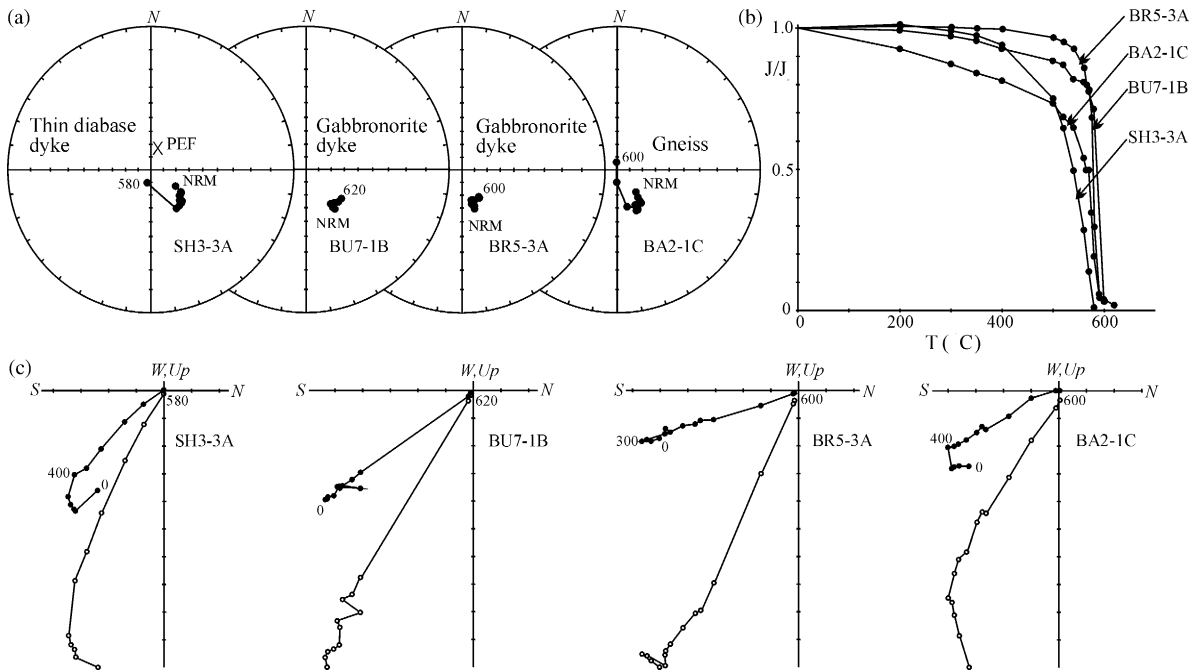 (a)
N
N
N
N
Thin diabase
dyke
PEF
580
NRM
SH3-3A
Gabbronorite
dyke
620
NRM
BU7-1B
Gabbronorite
dyke
600
NRM
BR5-3A
Gneiss
600
NRM
BA2-1C
(b)
1.0
J/J
0.5
0
0
200
400
600
T ( C)
BR5-3A
BA2-1C
BU7-1B
SH3-3A
(c)
W,Up
S
N
580
SH3-3A
400
0
W,Up
S
N
620
BU7-1B
0
W,Up
S
N
600
BR5-3A
300
0
W,Up
S
N
600
BA2-1C
400
0